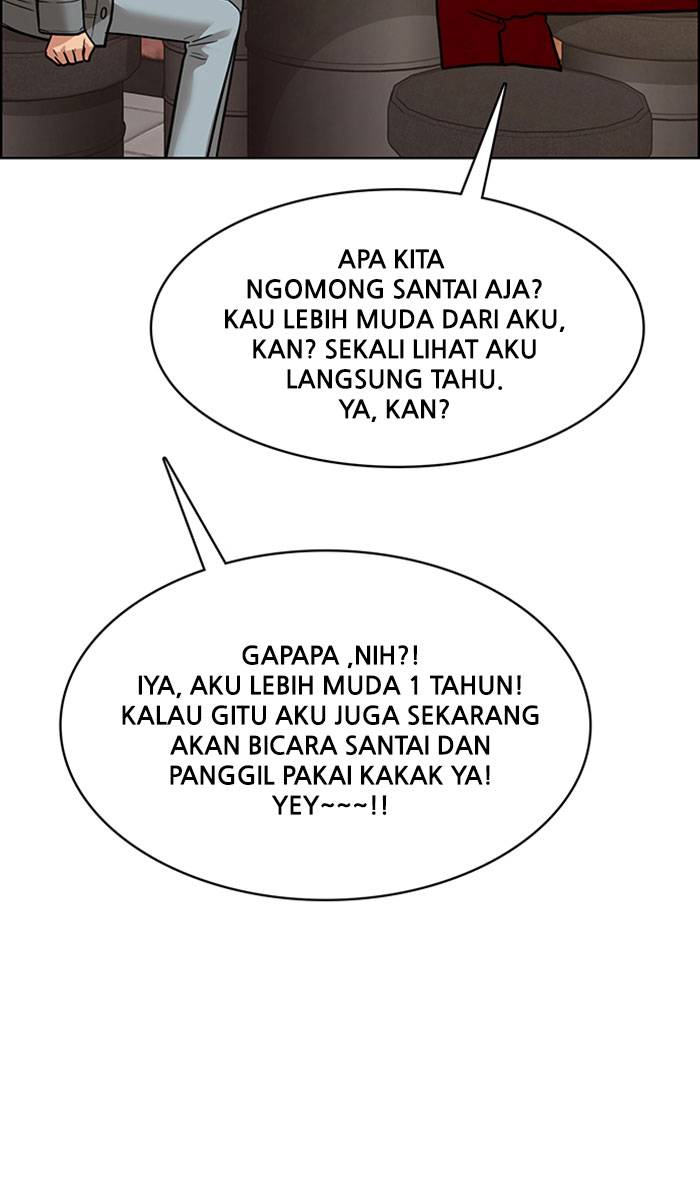 APA KITA
NGOMONG SANTAI AJA?
KAU LEBIH MUDA DARI AKU,
KAN? SEKALI LIHAT AKU
LANGSUNG TAHU.
YA, KAN?
GAPAPA ,NIH?!
IYA, AKU LEBIH MUDA 1 TAHUN!
KALAU GITU AKU JUGA SEKARANG
AKAN BICARA SANTAI DAN
PANGGIL PAKAI KAKAK YA!
YEY~~~!!